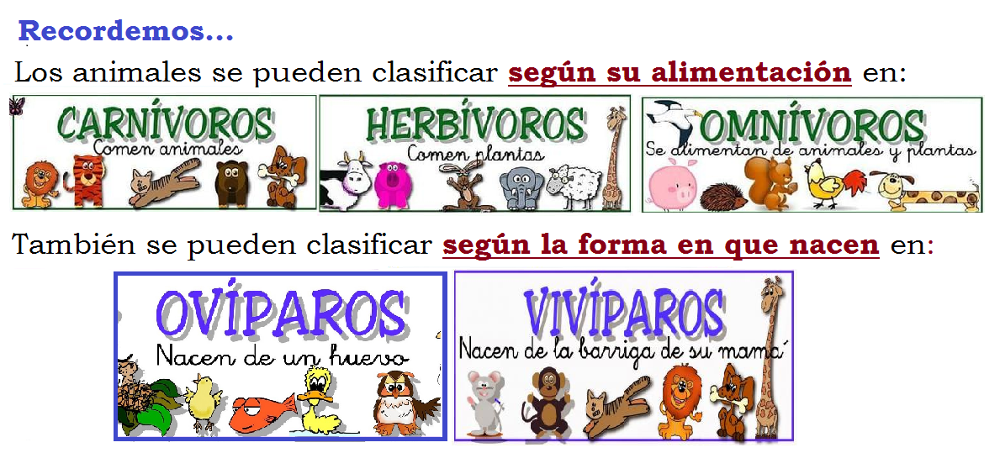 Recordemos...
Los animales se pueden clasificar según su alimentación en:
CARNÍVOROS
Comen animales
HERBÍVOROS
Comen plantas
OMNÍVOROS
Se alimentan de animales y plantas
También se pueden clasificar según la forma en que nacen en:
OVÍPAROS
Nacen de un huevo
VIVÍPAROS
Nacen de la barriga de su mamá